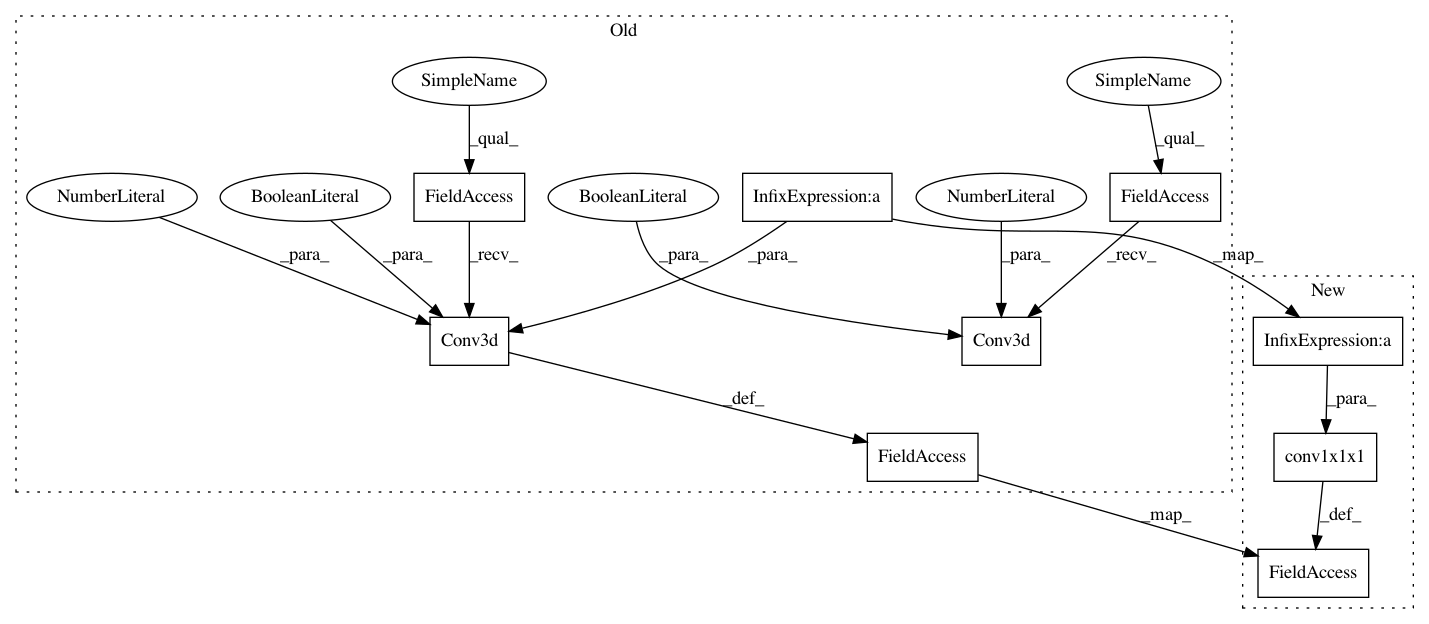 Old
SimpleName
SimpleName
_qual_
_qual_
NumberLiteral
BooleanLiteral
FieldAccess
BooleanLiteral
InfixExpression:a
NumberLiteral
FieldAccess
_para_
_para_
_recv_
_para_
_para_
_para_
_recv_
_map_
New
Conv3d
Conv3d
InfixExpression:a
_def_
_para_
FieldAccess
conv1x1x1
_map_
_def_
FieldAccess